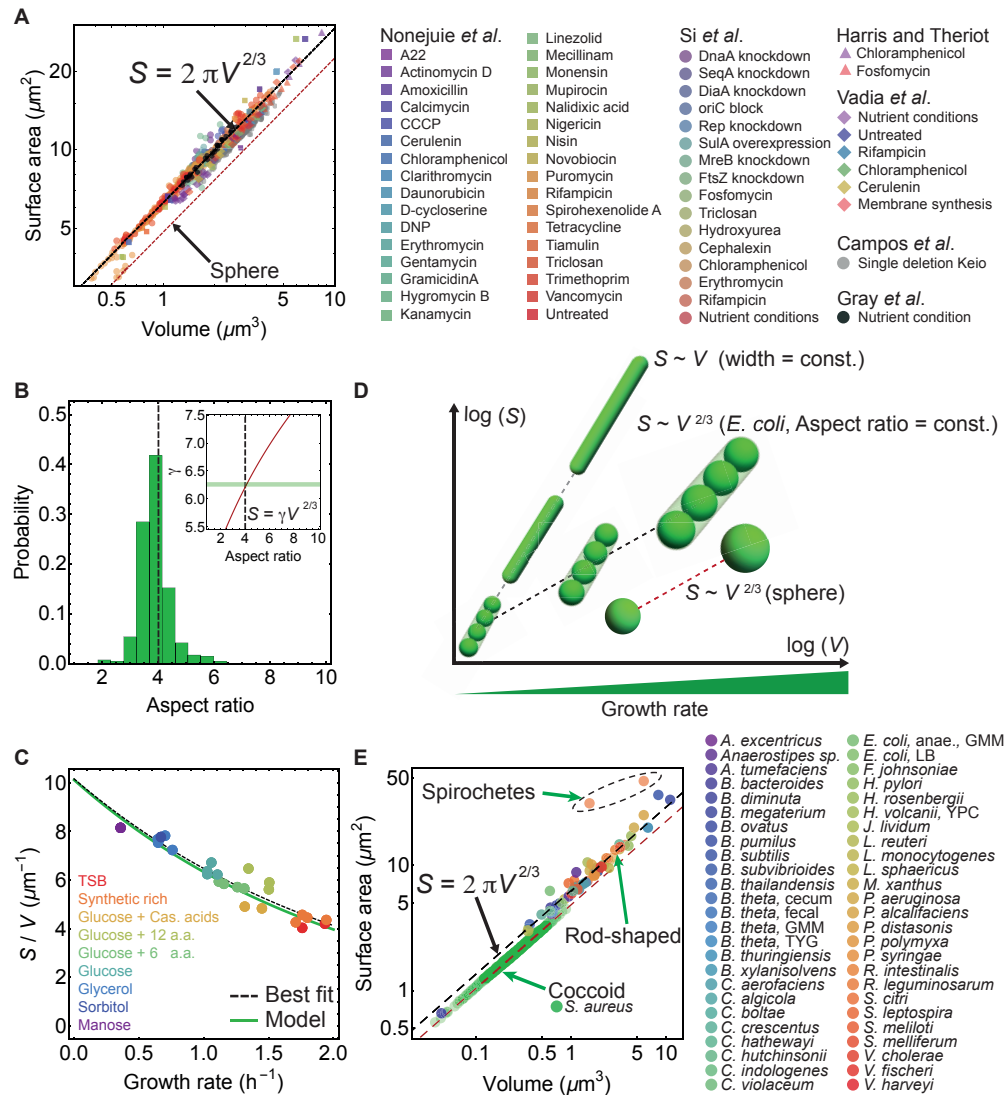 A
Surface area (μm²)
20
10
5
S = 2 πV^2/3
Sphere
0.5
1
5
10
Volume (μm³)
Nonejuie et al.
A22
Actinomycin D
Amoxicillin
Calcimycin
CCCP
Cerulenin
Chloramphenicol
Clarithromycin
Daunorubicin
D-cycloserine
DNP
Erythromycin
Gentamycin
GramicidinA
Hygromycin B
Kanamycin
Linezolid
Mecillinam
Monensin
Mupirocin
Nalidixic acid
Nigericin
Nisin
Novobiocin
Puromycin
Rifampicin
Spirohexenolide A
Tetracycline
Tiamulin
Triclosan
Trimethoprim
Vancomycin
Untreated
Si et al.
DnaA knockdown
SeqA knockdown
DiaA knockdown
oriC block
Rep knockdown
SulA overexpression
MreB knockdown
FtsZ knockdown
Fosfomycin
Triclosan
Hydroxyurea
Cephalexin
Chloramphenicol
Erythromycin
Rifampicin
Nutrient conditions
Harris and Theriot
Chloramphenicol
Fosfomycin
Vadia et al.
Nutrient conditions
Untreated
Rifampicin
Chloramphenicol
Cerulenin
Membrane synthesis
Campos et al.
Single deletion Keio
Gray et al.
Nutrient condition
B
Probability
0.5
0.4
0.3
0.2
0.1
0.0
2
4
6
8
10
Aspect ratio
γ
7.5
7.0
6.5
6.0
5.5
S = γV^2/3
2 4 6 8 10
Aspect ratio
D
log (S)
S ~ V (width = const.)
S ~ V^2/3 (E. coli, Aspect ratio = const.)
S ~ V^2/3 (sphere)
log (V)
Growth rate
C
S / V (μm⁻¹)
10
8
6
4
2
0
TSB
Synthetic rich
Glucose + Cas. acids
Glucose + 12 a.a.
Glucose + 6 a.a.
Glucose
Glycerol
Sorbitol
Manose
Best fit
Model
0.0
0.5
1.0
1.5
2.0
Growth rate (h⁻¹)
E
Surface area (μm²)
50
10
5
1
0.5
Spirochetes
S = 2 πV^2/3
Rod-shaped
Coccoid
S. aureus
0.1
0.5
1
5
10
Volume (μm³)
A. excentricus
Anaerostipes sp.
A. tumefaciens
B. bacteroides
B. diminuta
B. megaterium
B. ovatus
B. pumilus
B. subtilis
B. subvibrioides
B. thailandensis
B. theta, cecum
B. theta, fecal
B. theta, GMM
B. theta, TYG
B. thuringiensis
B. xylanisolvens
C. aerofaciens
C. algicola
C. boltae
C. crescentus
C. hathewayi
C. hutchinsonii
C. indologenes
C. violaceum
E. coli, anae., GMM
E. coli, LB
F. johnsoniae
H. pylori
H. rosenbergii
H. volcanii, YPC
J. lividum
L. reuteri
L. monocytogenes
L. sphaericus
M. xanthus
P. aeruginosa
P. alcalifaciens
P. distasonis
P. polymyxa
P. syringae
R. intestinalis
R. leguminosarum
S. citri
S. leptospira
S. meliloti
S. melliferum
V. cholerae
V. fischeri
V. harveyi